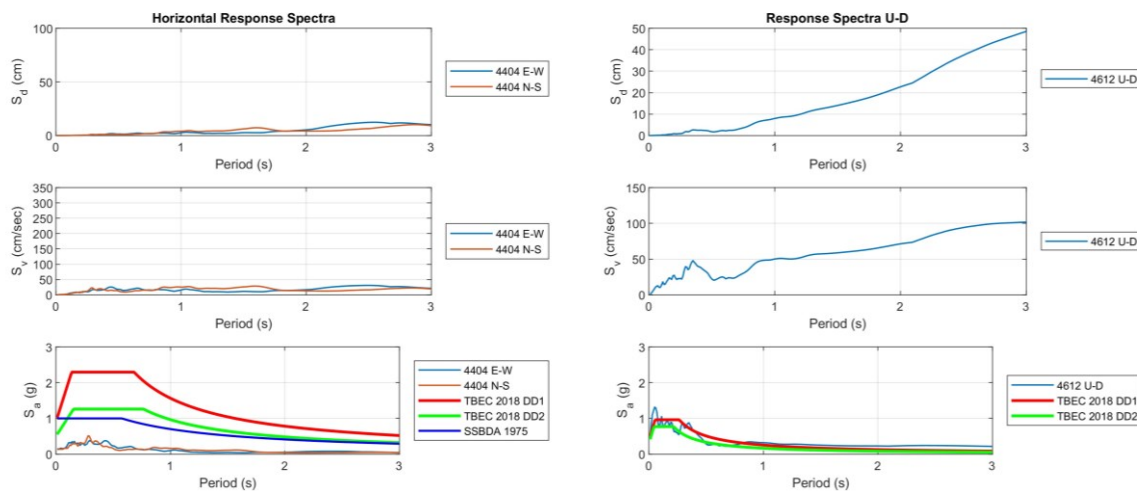 Horizontal Response Spectra
100
50
0
S_d (cm)
0 1 2 3
Period (s)
4404 E-W
4404 N-S
Response Spectra U-D
50
40
30
20
10
0
S_d (cm)
0 1 2 3
Period (s)
4612 U-D
350
300
250
200
150
100
50
0
S_v (cm/sec)
0 1 2 3
Period (s)
4404 E-W
4404 N-S
150
100
50
0
S_v (cm/sec)
0 1 2 3
Period (s)
4612 U-D
3
2
1
0
S_a (g)
0 1 2 3
Period (s)
4404 E-W
4404 N-S
TBEC 2018 DD1
TBEC 2018 DD2
SSBDA 1975
3
2
1
0
S_a (g)
0 1 2 3
Period (s)
4612 U-D
TBEC 2018 DD1
TBEC 2018 DD2